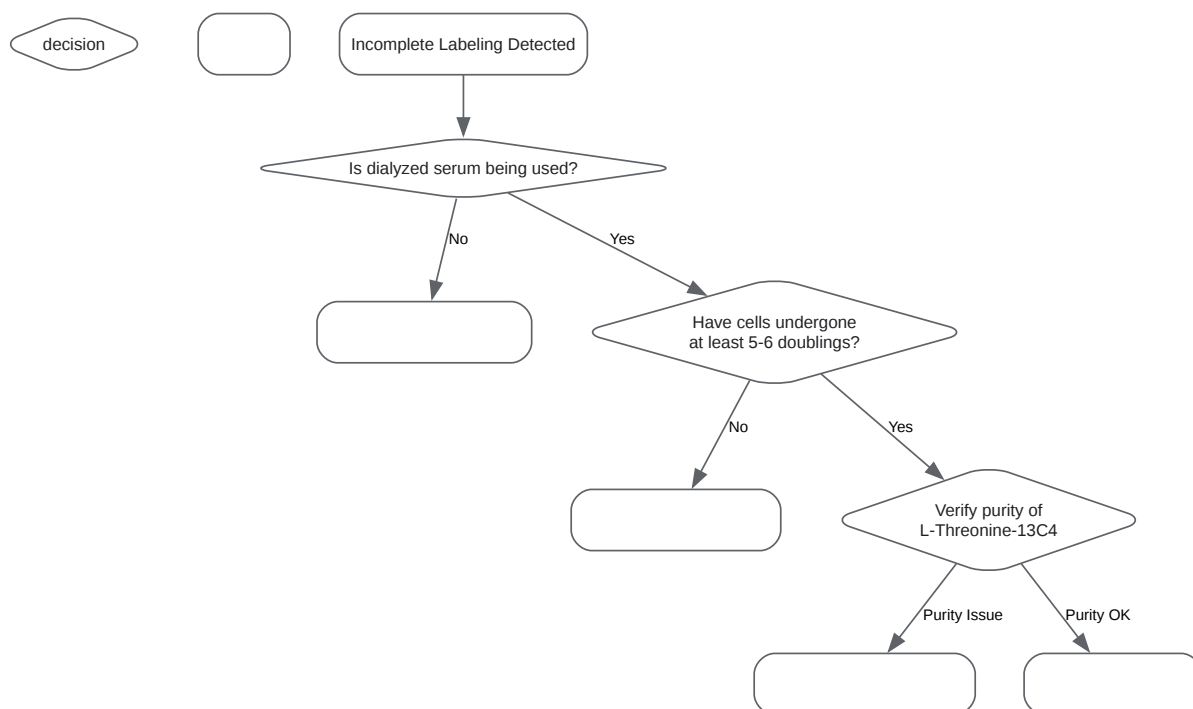 decision
Incomplete Labeling Detected
Is dialyzed serum being used?
No
Yes
Have cells undergone
at least 5-6 doublings?
No
Yes
Verify purity of
L-Threonine-13C4
Purity Issue
Purity OK